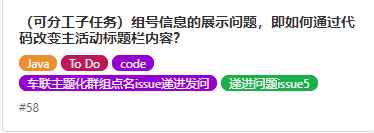 （可分工子任务）组号信息的展示问题，即如何通过代
码改变主活动标题栏内容？
Java To Do code
车联主题化群组点名issue递进发问 递进问题issue5
#58